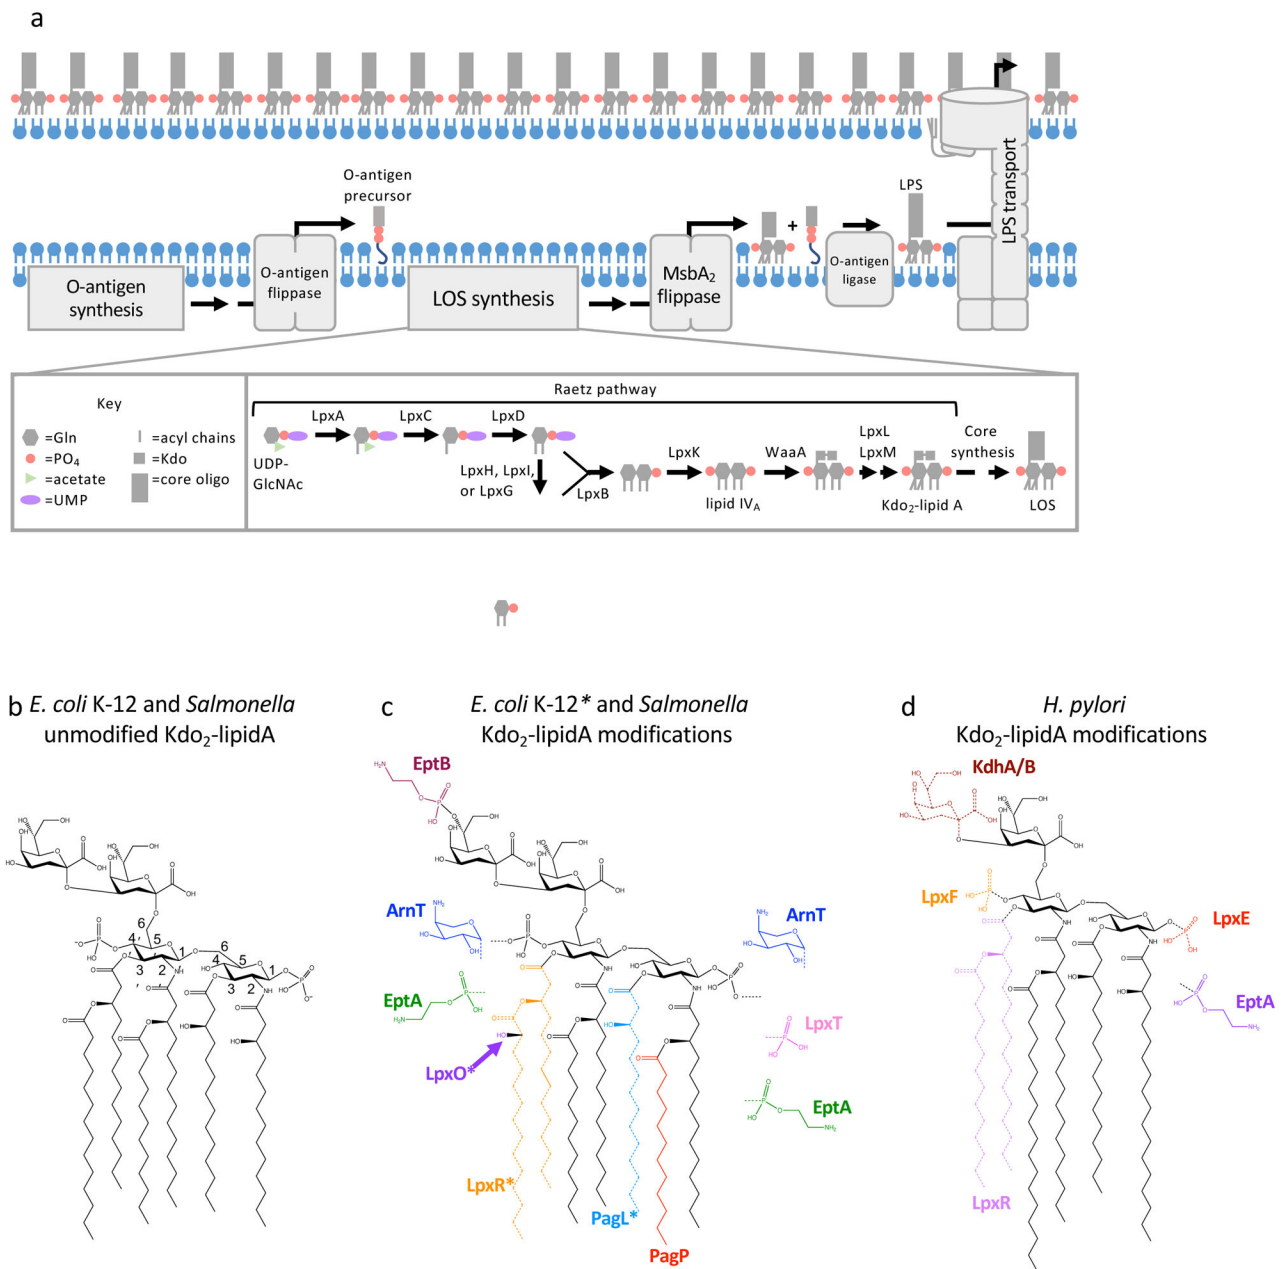 a
O-antigen
precursor
LPS
+
LPS transport
O-antigen
synthesis
O-antigen
flippase
LOS synthesis
MsbA2
flippase
O-antigen
ligase
Key
=Gln
=PO4
=acetate
=UMP
=acyl chains
=Kdo
=core oligo
Raetz pathway
LpxA
LpxC
LpxD
UDP-
GlcNAc
LpxH, LpxI,
or LpxG
LpxB
LpxK
lipid IVA
WaaA
LpxL
LpxM
Kdo2-lipid A
Core
synthesis
LOS
b
E. coli K-12 and Salmonella
unmodified Kdo2-lipidA
c
E. coli K-12* and Salmonella
Kdo2-lipidA modifications
d
H. pylori
Kdo2-lipidA modifications
EptB
ArnT
EptA
LpxO*
LpxR*
PagL*
PagP
ArnT
LpxT
EptA
KdhA/B
LpxF
LpxE
EptA
LpxR